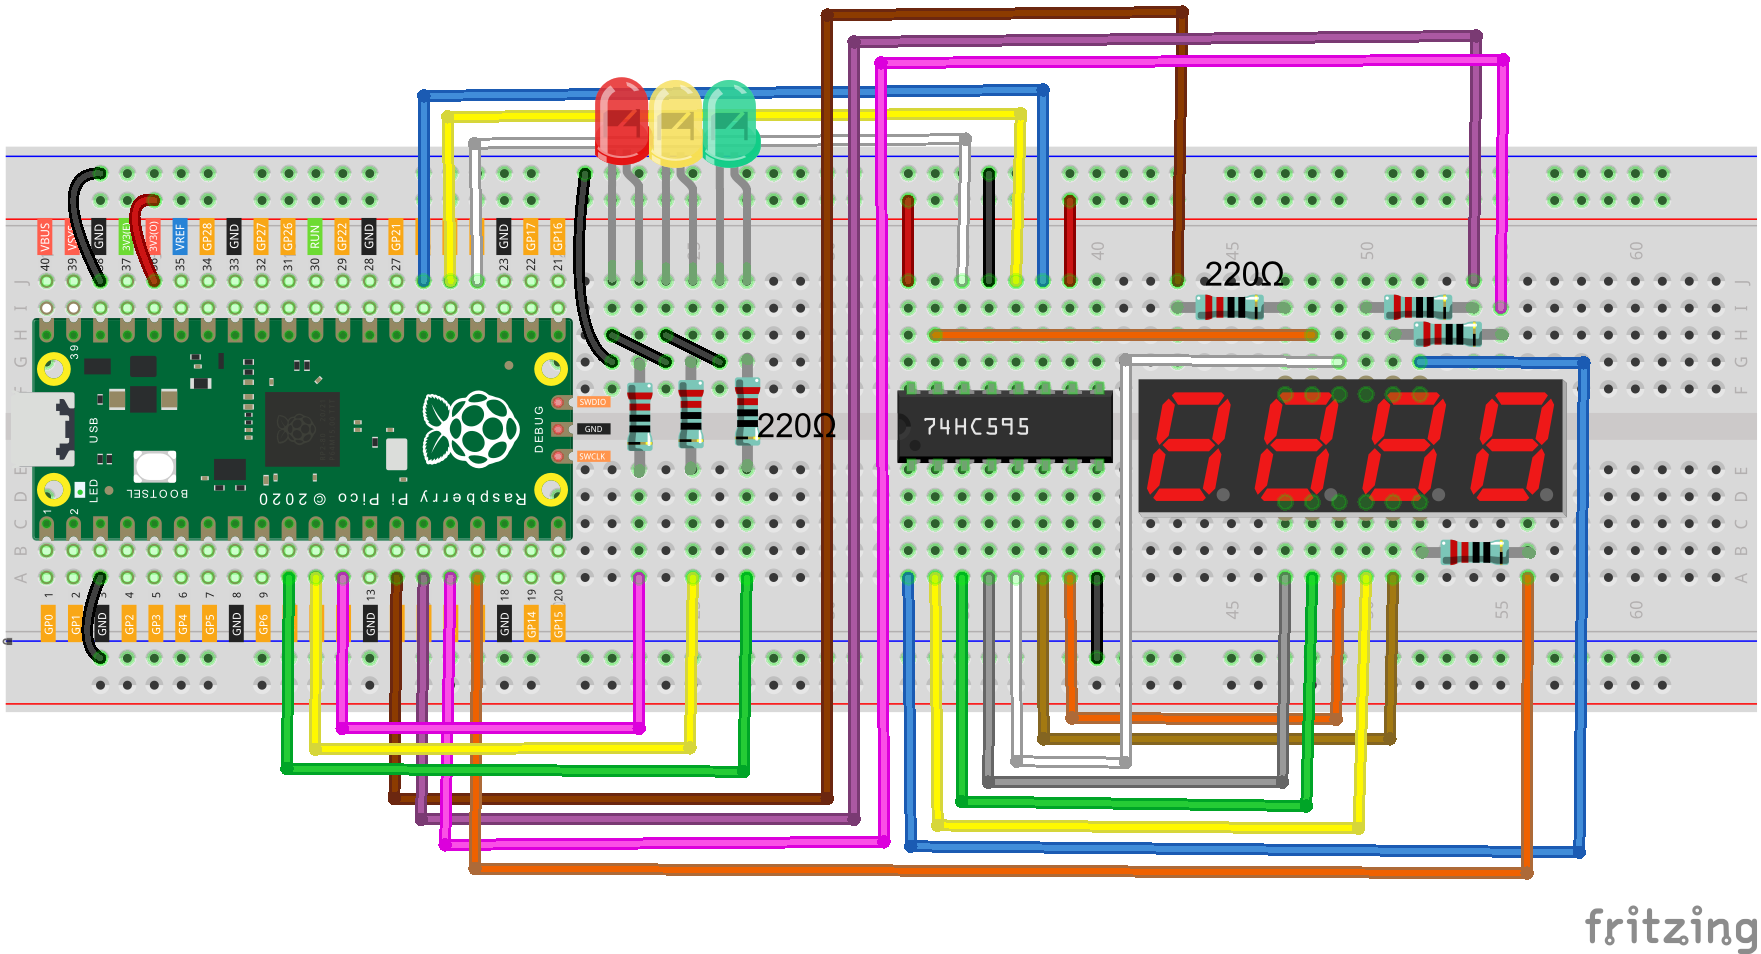 VBUS
VSYS
GND
3V3(E)
3V3(O)
VREF
GP28
GND
GP27
GP26
RUN
GP22
GND
GP21
GND
GP17
GP16
40 39 38 37 36 35 34 33 32 31 30 29 28 27 23 22 21
40 45 50 60
J J
I I
H H
G G
F F
220Ω
39
USB
DEBUG
SWDIO
GND
SWCLK
220Ω
74HC595
LED
BOOTSEL
Raspberry Pi Pico © 2020
1 2
E E
D D
C C
B B
A A
1 2 3 4 5 6 7 8 9 13 18 19 20
45 50 55 60
GP0
GP1
GND
GP2
GP3
GP4
GP5
GND
GP6
GND
GND
GP14
GP15
fritzing